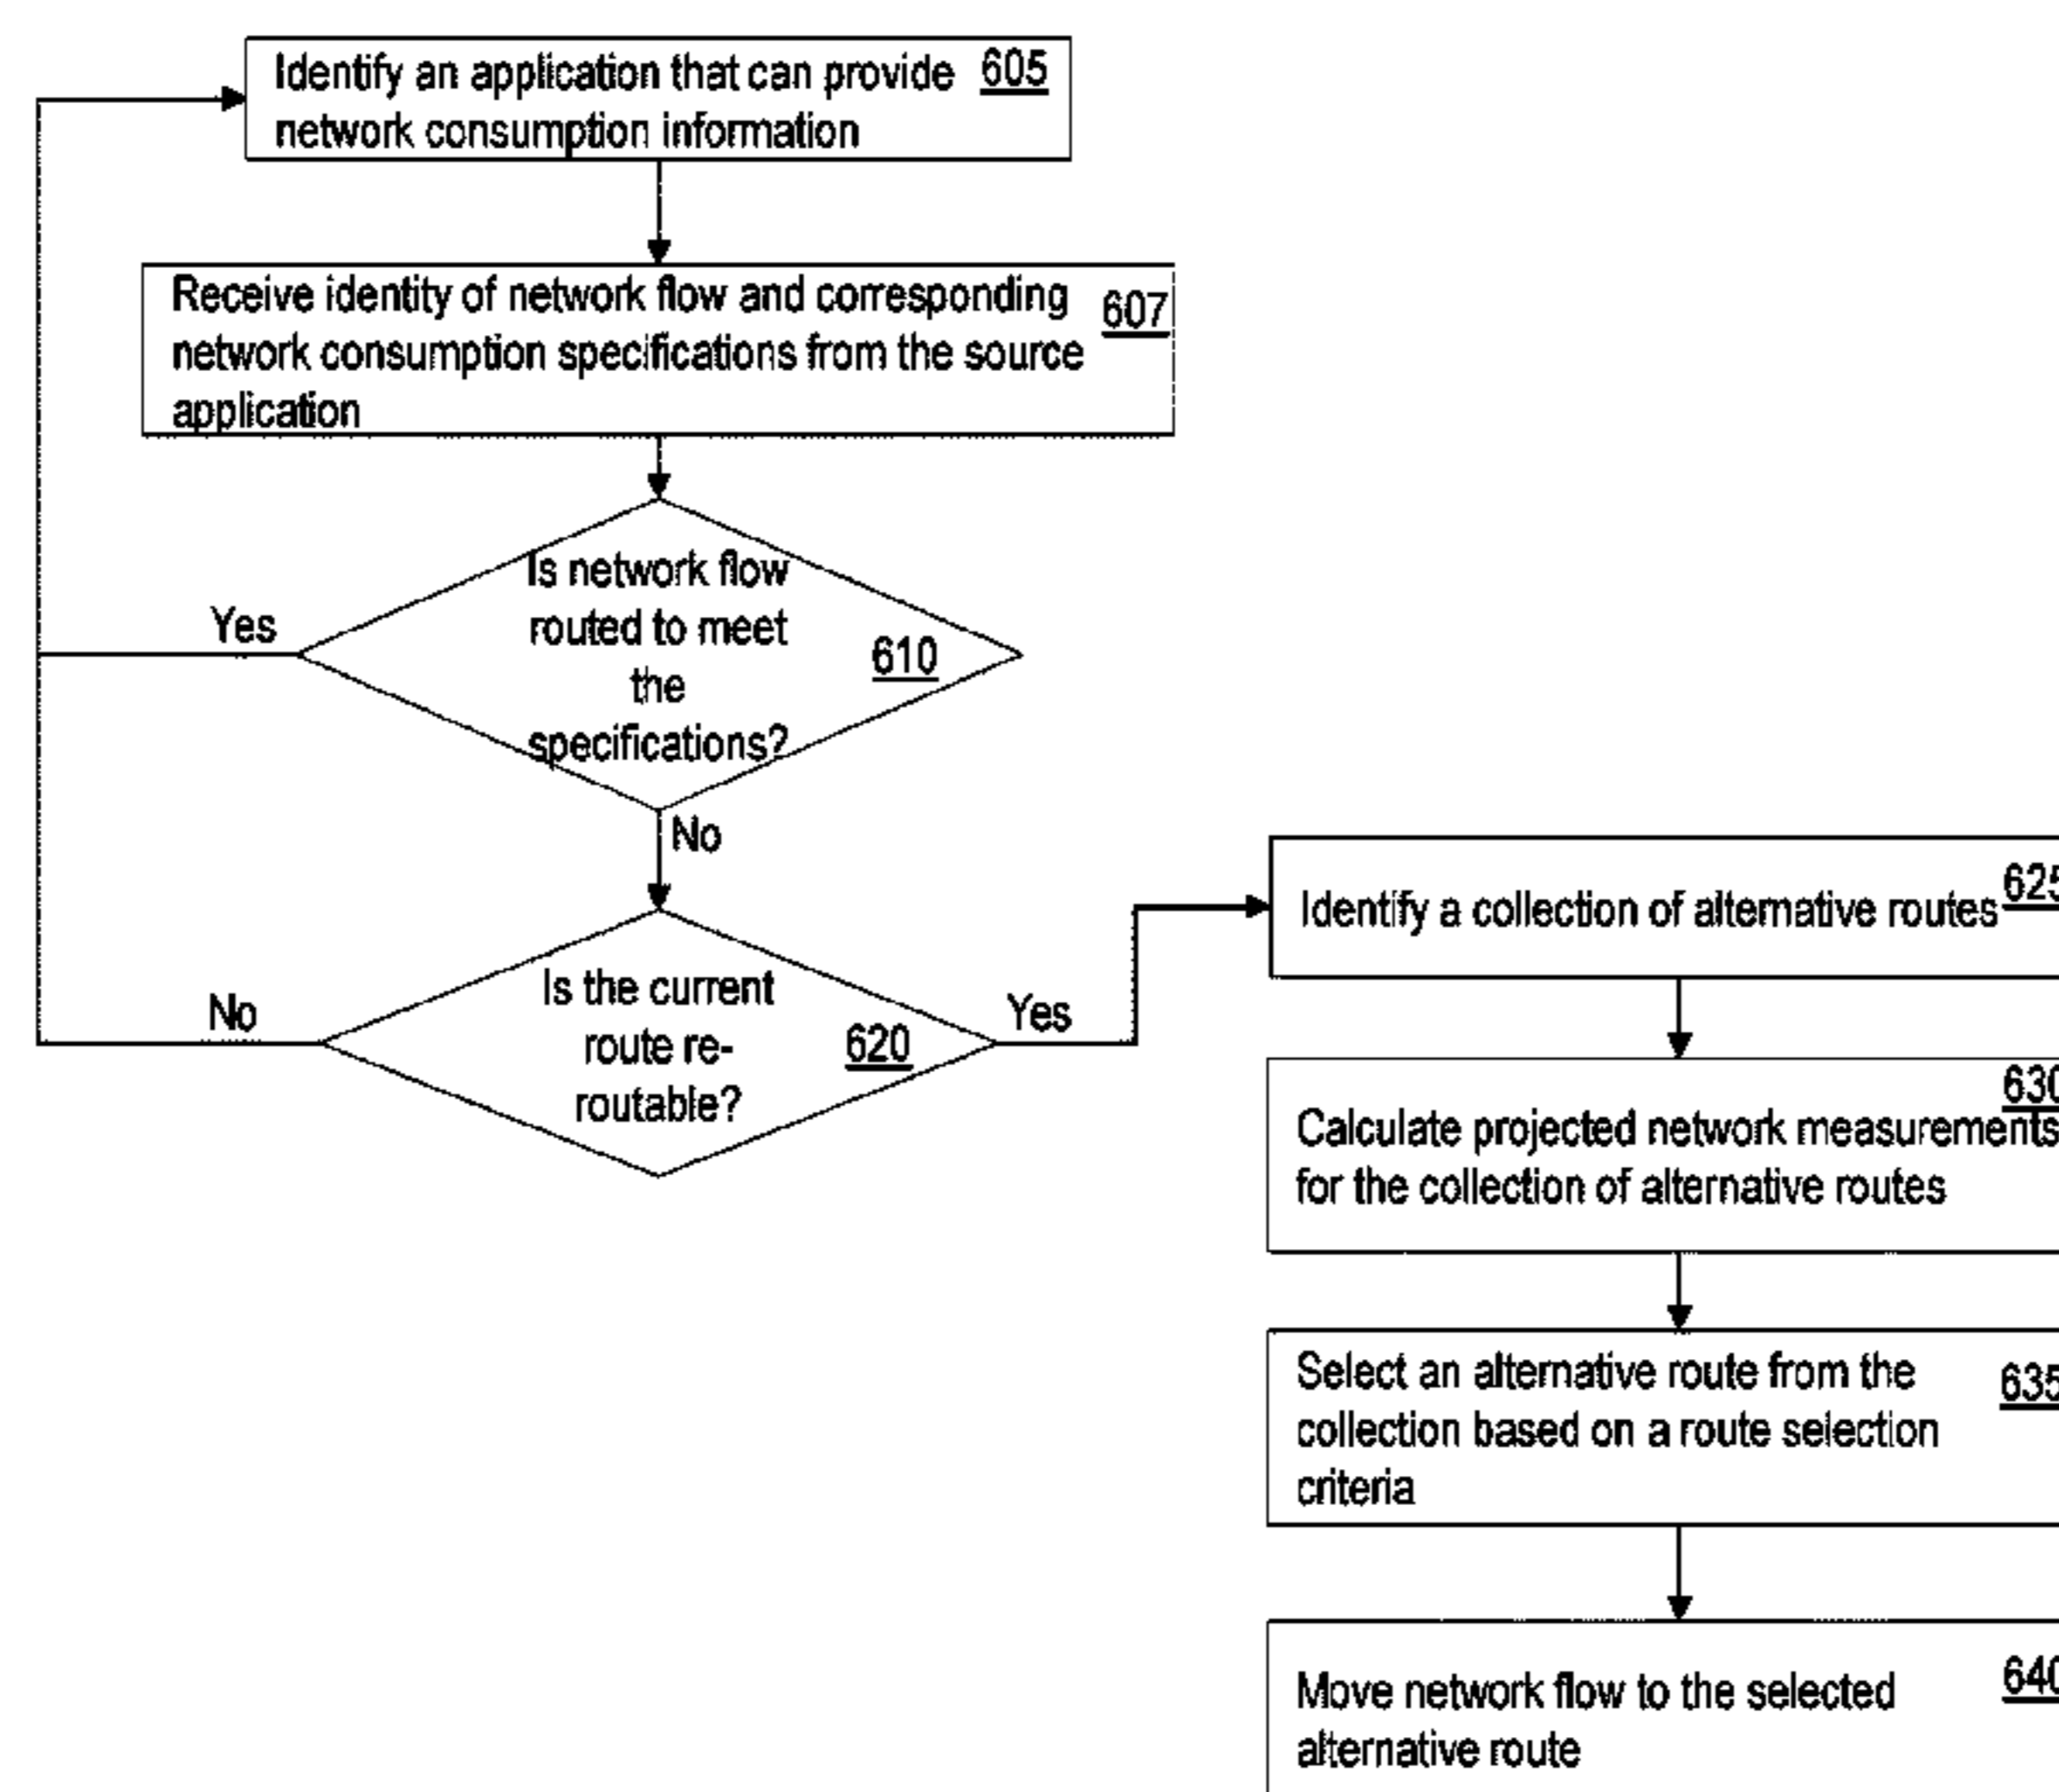 Identify an application that can provide 605
network consumption information
Receive identity of network flow and corresponding 607
network consumption specifications from the source
application
Is network flow
routed to meet
the
specifications?
610
Yes
No
Is the current
route re-
routable?
620
No
Yes
Identify a collection of alternative routes 625
630
Calculate projected network measurements
for the collection of alternative routes
Select an alternative route from the 635
collection based on a route selection
criteria
Move network flow to the selected 640
alternative route